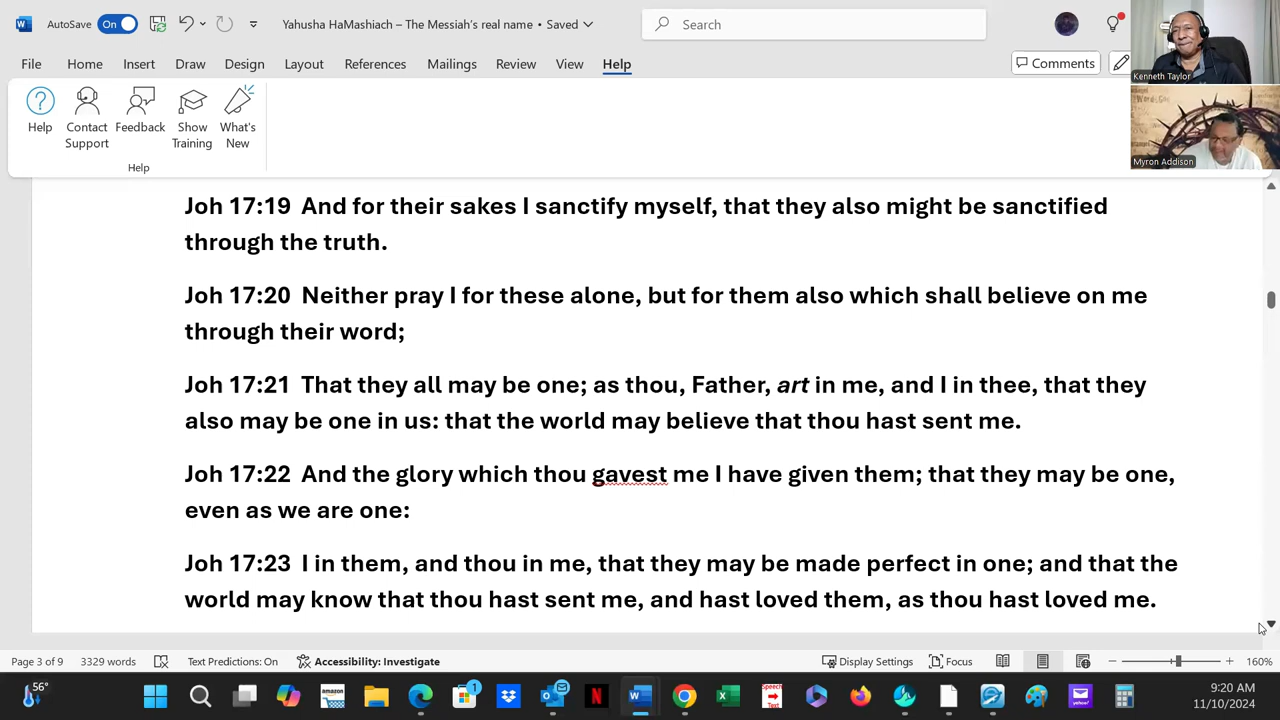 AutoSave On Yahusha HaMashiach – The Messiah's real name • Saved Search
File Home Insert Draw Design Layout References Mailings Review View Help Comments
Kenneth Taylor
Help Contact Support Feedback Show Training What's New
Help
Myron Addison
Joh 17:19 And for their sakes I sanctify myself, that they also might be sanctified
through the truth.
Joh 17:20 Neither pray I for these alone, but for them also which shall believe on me
through their word;
Joh 17:21 That they all may be one; as thou, Father, art in me, and I in thee, that they
also may be one in us: that the world may believe that thou hast sent me.
Joh 17:22 And the glory which thou gavest me I have given them; that they may be one,
even as we are one:
Joh 17:23 I in them, and thou in me, that they may be made perfect in one; and that the
world may know that thou hast sent me, and hast loved them, as thou hast loved me.
Page 3 of 9 3329 words Text Predictions: On Accessibility: Investigate Display Settings Focus 160%
56° amazon 1 N W X Speech to Text yahoo! 9:20 AM
11/10/2024